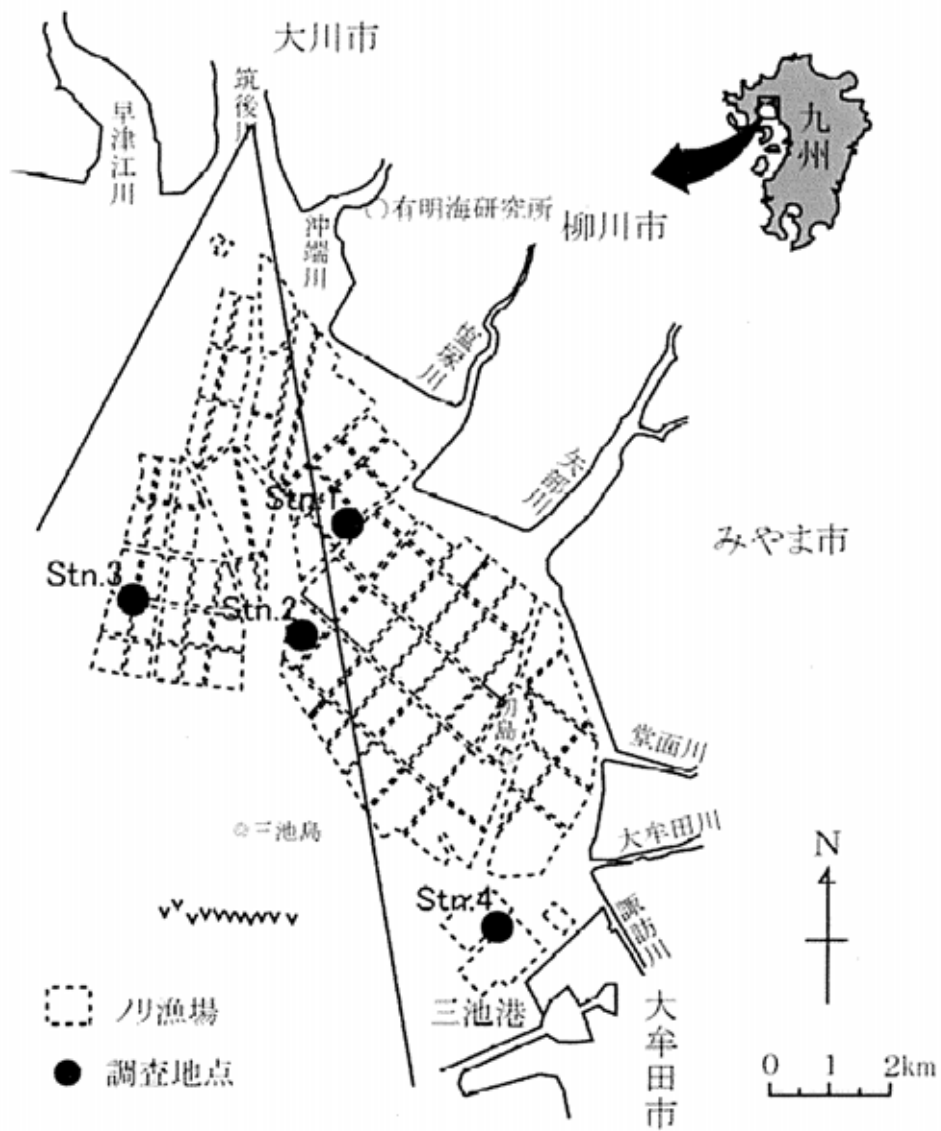 大川市
筑後川
早津江川
九州
沖端川
○有明海研究所
柳川市
塩塚川
矢部川
Stn.1
みやま市
Stn.3
Stn.2
堂面川
◎三池島
大牟田川
Stn.4
諏訪川
N
ノリ漁場
三池港
大牟田市
調査地点
0 1 2km